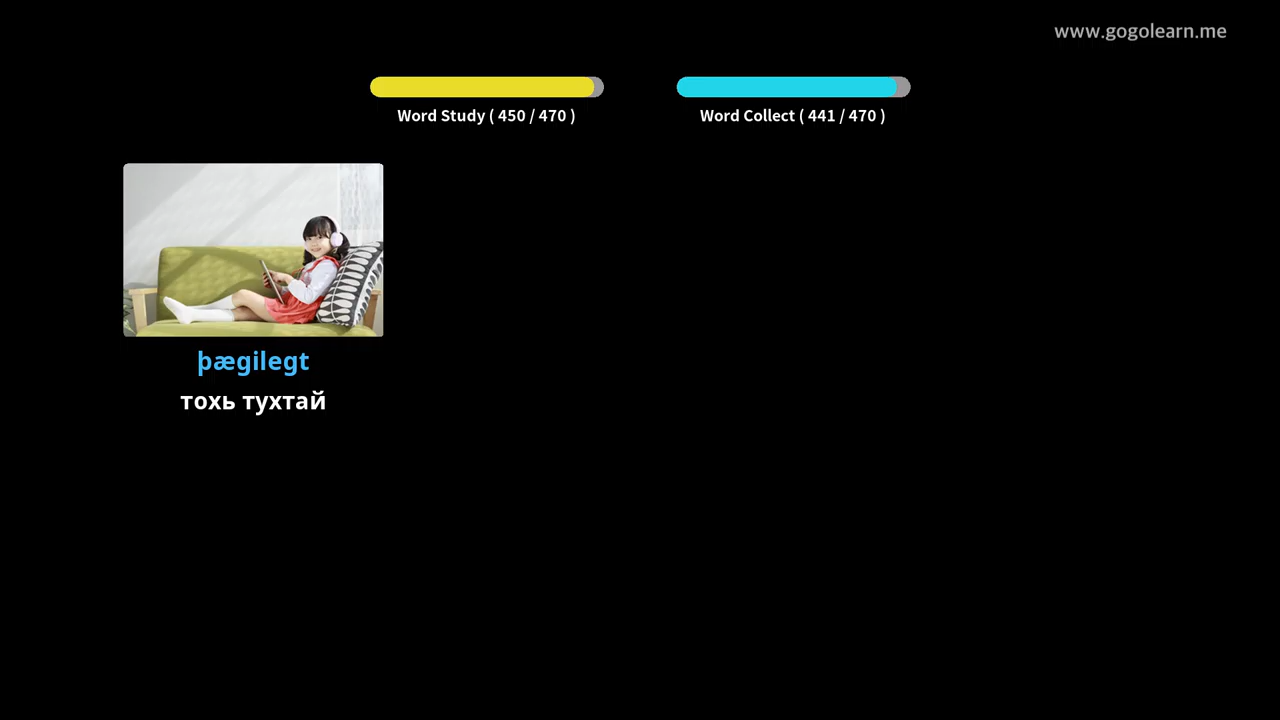 www.gogolearn.me
Word Study ( 450 / 470 )
Word Collect ( 441 / 470 )
þægilegt
тохь тухтай